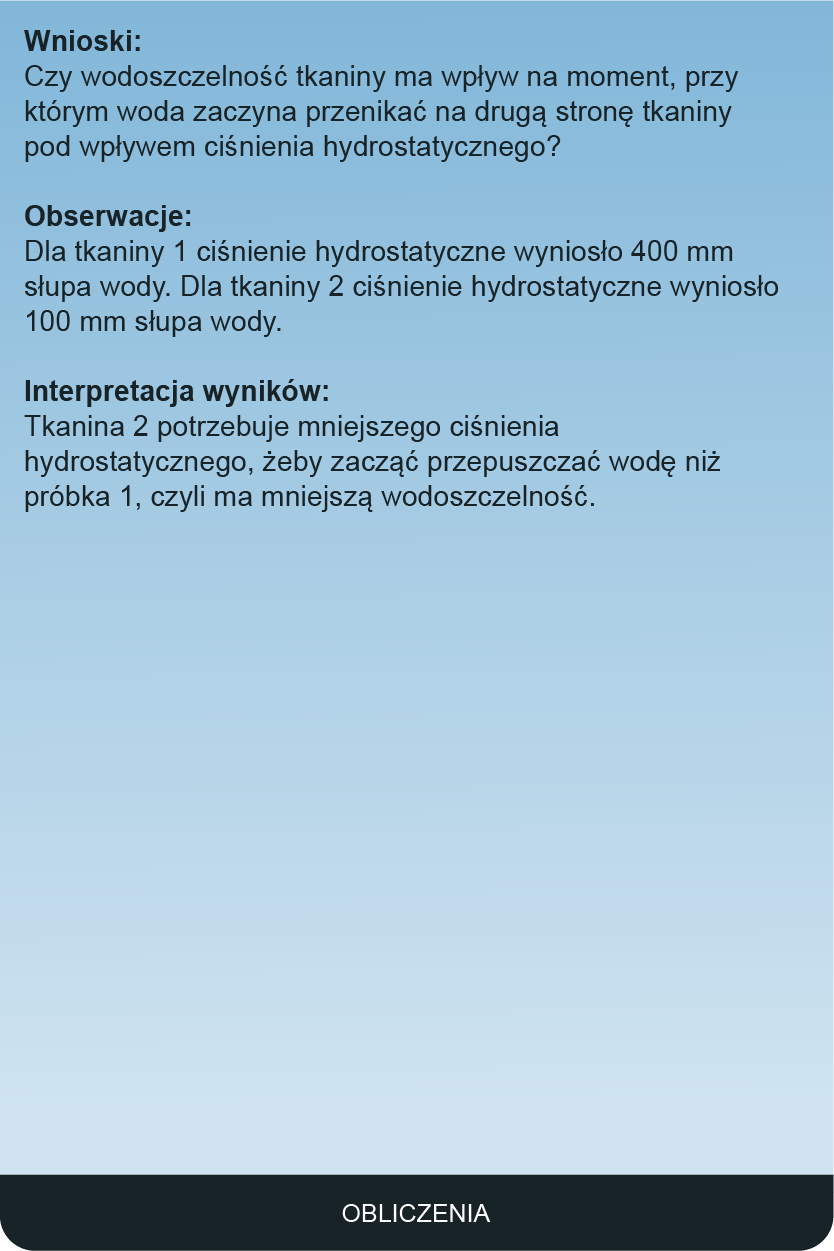 Wnioski:
Czy wodoszczelność tkaniny ma wpływ na moment, przy
którym woda zaczyna przenikać na drugą stronę tkaniny
pod wpływem ciśnienia hydrostatycznego?
Obserwacje:
Dla tkaniny 1 ciśnienie hydrostatyczne wyniosło 400 mm
słupa wody. Dla tkaniny 2 ciśnienie hydrostatyczne wyniosło
100 mm słupa wody.
Interpretacja wyników:
Tkanina 2 potrzebuje mniejszego ciśnienia
hydrostatycznego, żeby zacząć przepuszczać wodę niż
próbka 1, czyli ma mniejszą wodoszczelność.
OBLICZENIA